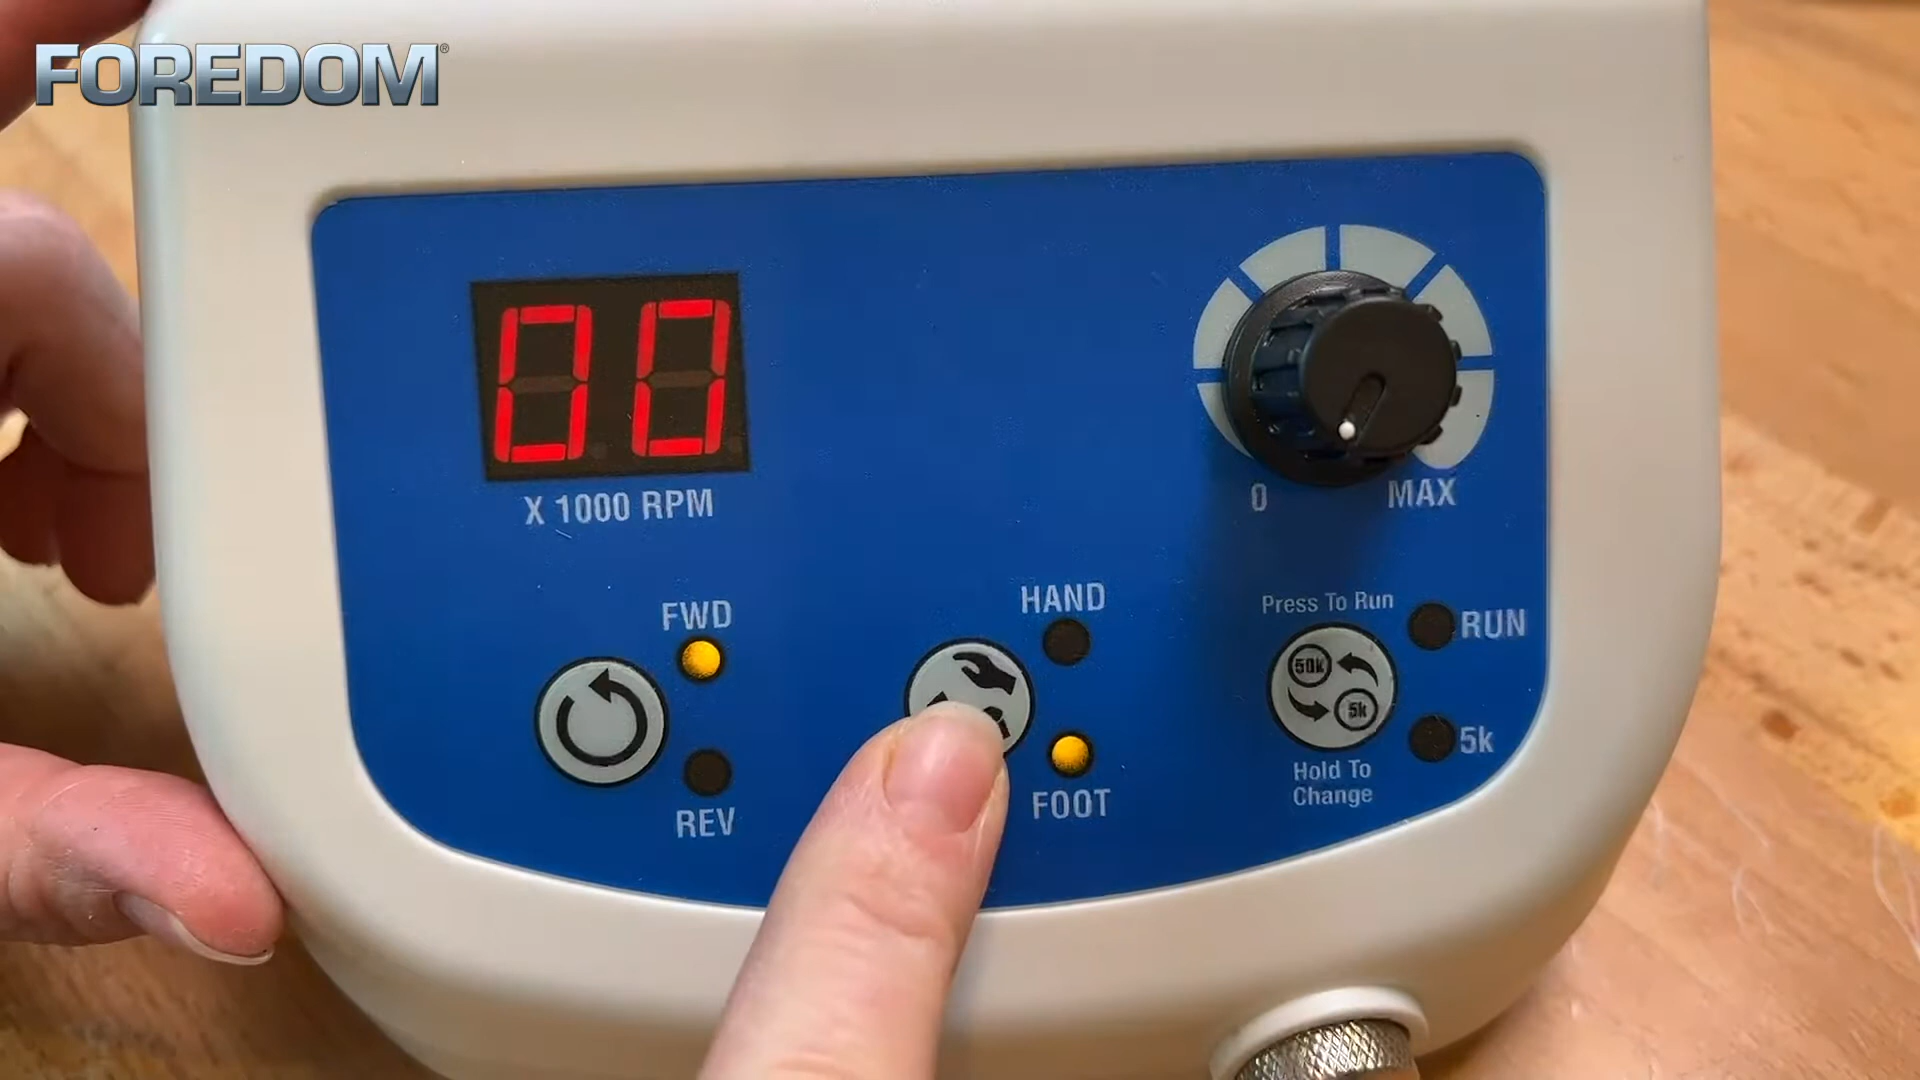 FOREDOM®
00
X 1000 RPM
0
MAX
FWD
REV
HAND
FOOT
Press To Run
50k
5k
RUN
5k
Hold To
Change